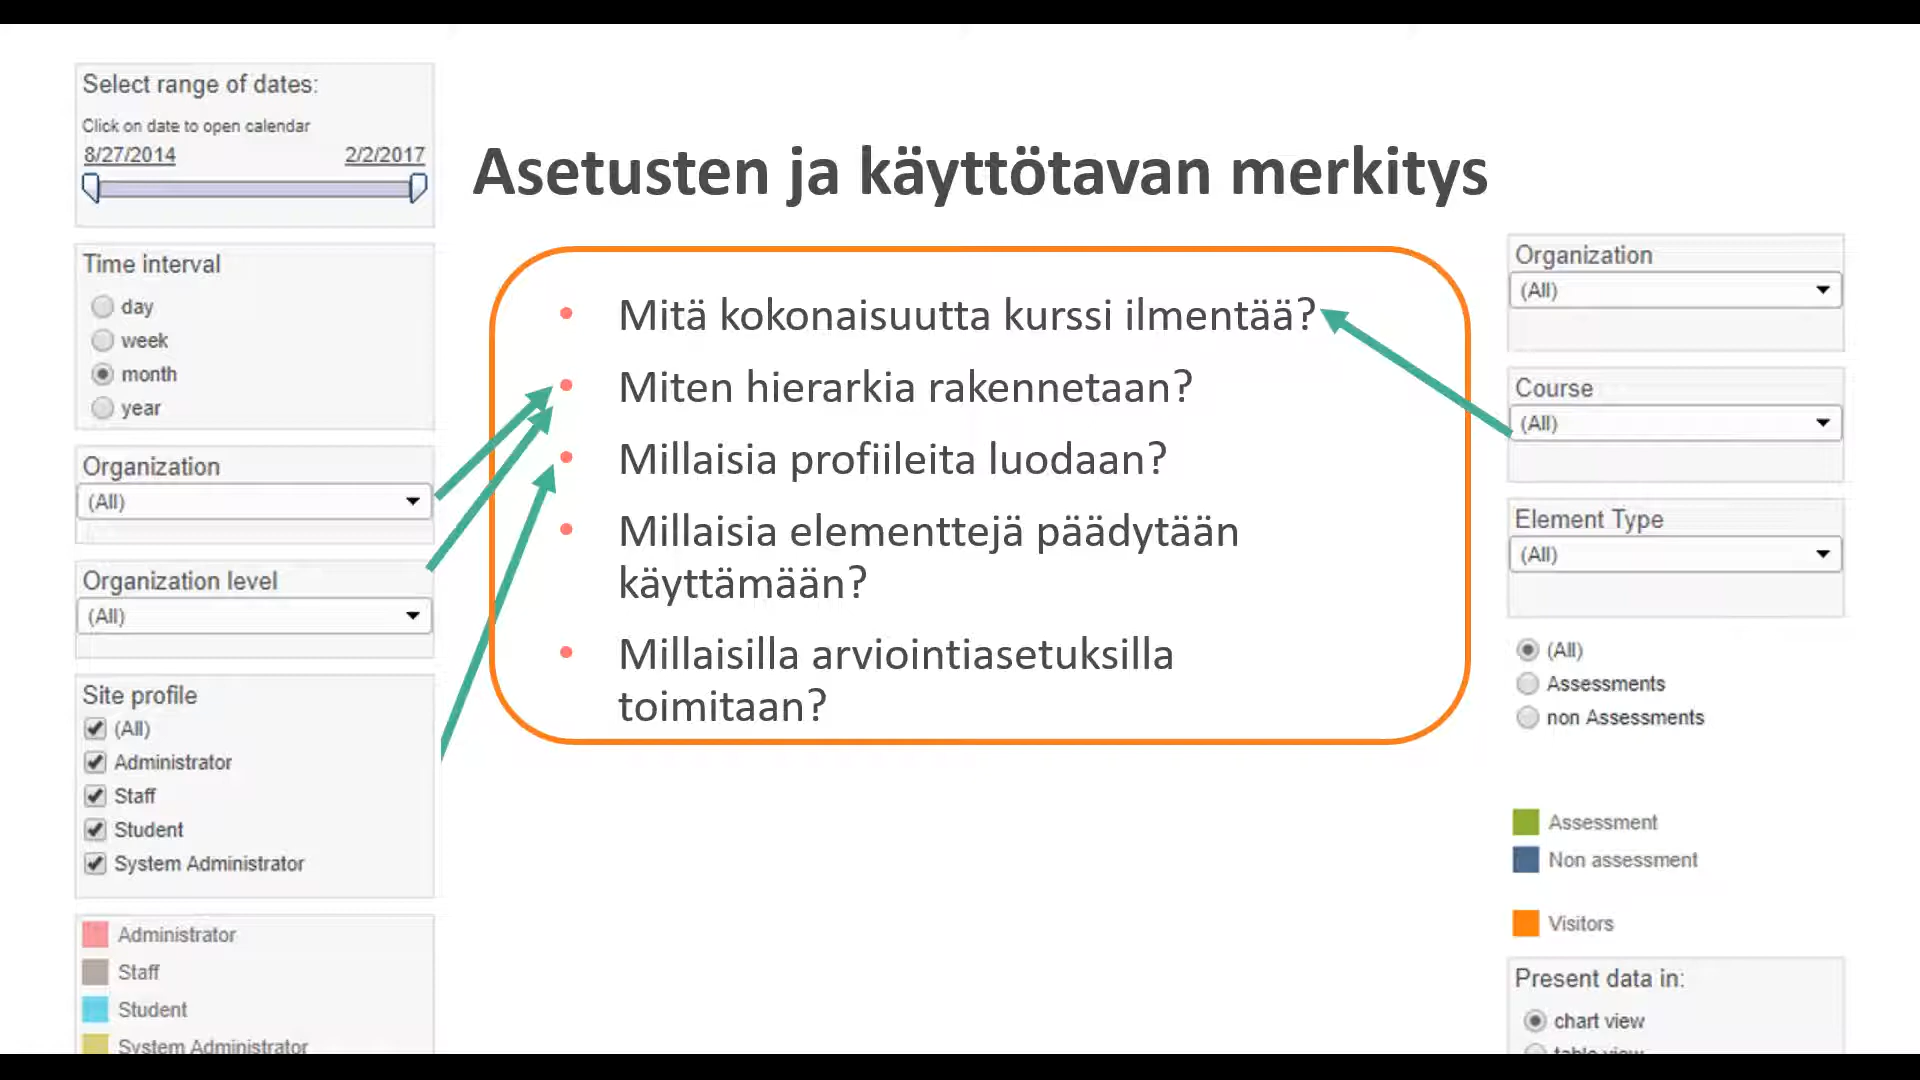 Select range of dates:
Click on date to open calendar
8/27/2014 2/2/2017
Time interval
day
week
month
year
Organization
(All)
Organization level
(All)
Site profile
(All)
Administrator
Staff
Student
System Administrator
Administrator
Staff
Student
System Administrator
Asetusten ja käyttötavan merkitys
• Mitä kokonaisuutta kurssi ilmentää?
• Miten hierarkia rakennetaan?
• Millaisia profiileita luodaan?
• Millaisia elementtejä päädytään
käyttämään?
• Millaisilla arviointiasetuksilla
toimitaan?
Organization
(All)
Course
(All)
Element Type
(All)
(All)
Assessments
non Assessments
Assessment
Non assessment
Visitors
Present data in:
chart view
table view